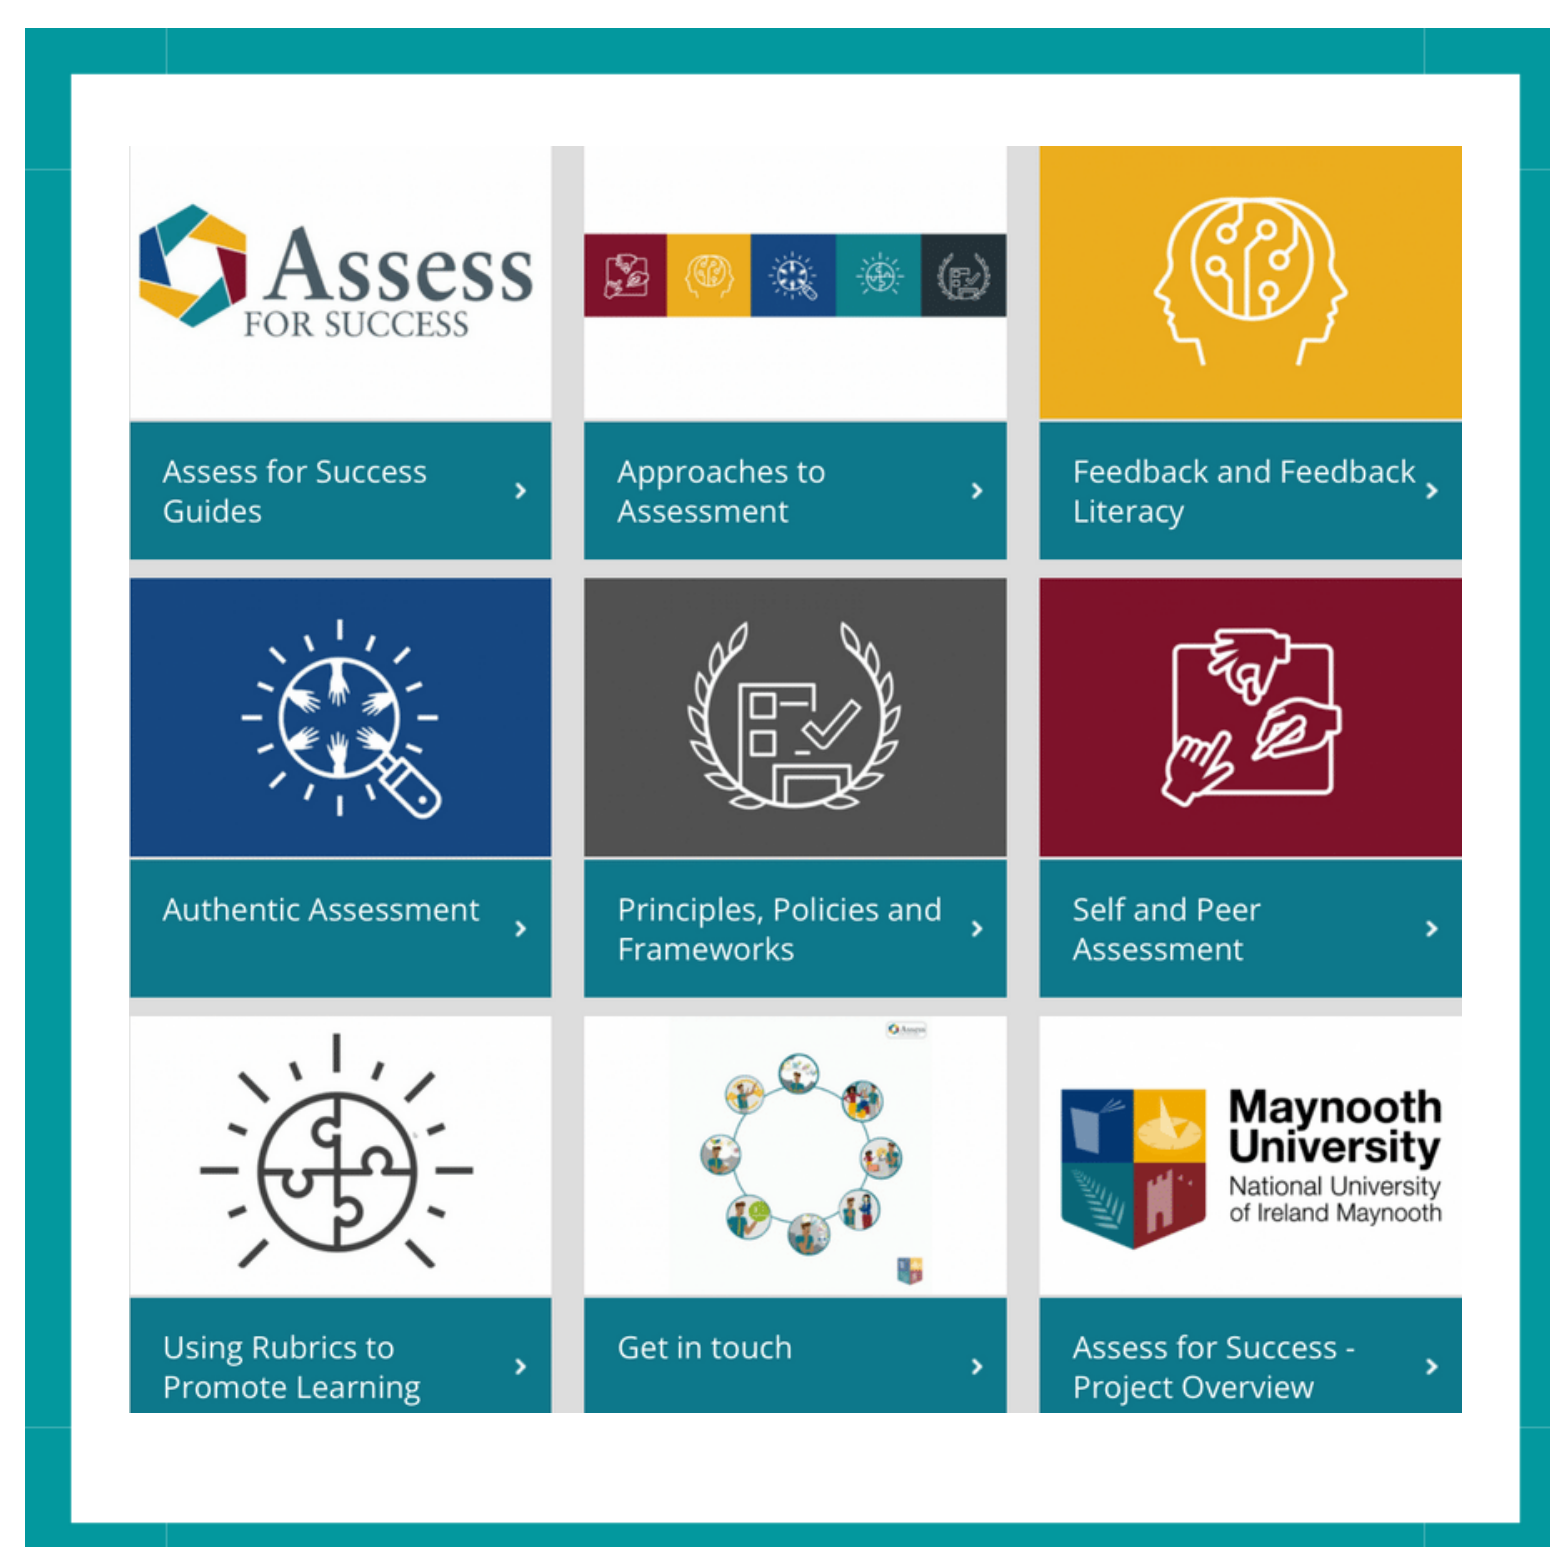 Assess
FOR SUCCESS
Assess for Success
Guides
Approaches to
Assessment
Feedback and Feedback
Literacy
Authentic Assessment
Principles, Policies and
Frameworks
Self and Peer
Assessment
Using Rubrics to
Promote Learning
Assess
Get in touch
Maynooth
University
National University
of Ireland Maynooth
Assess for Success -
Project Overview